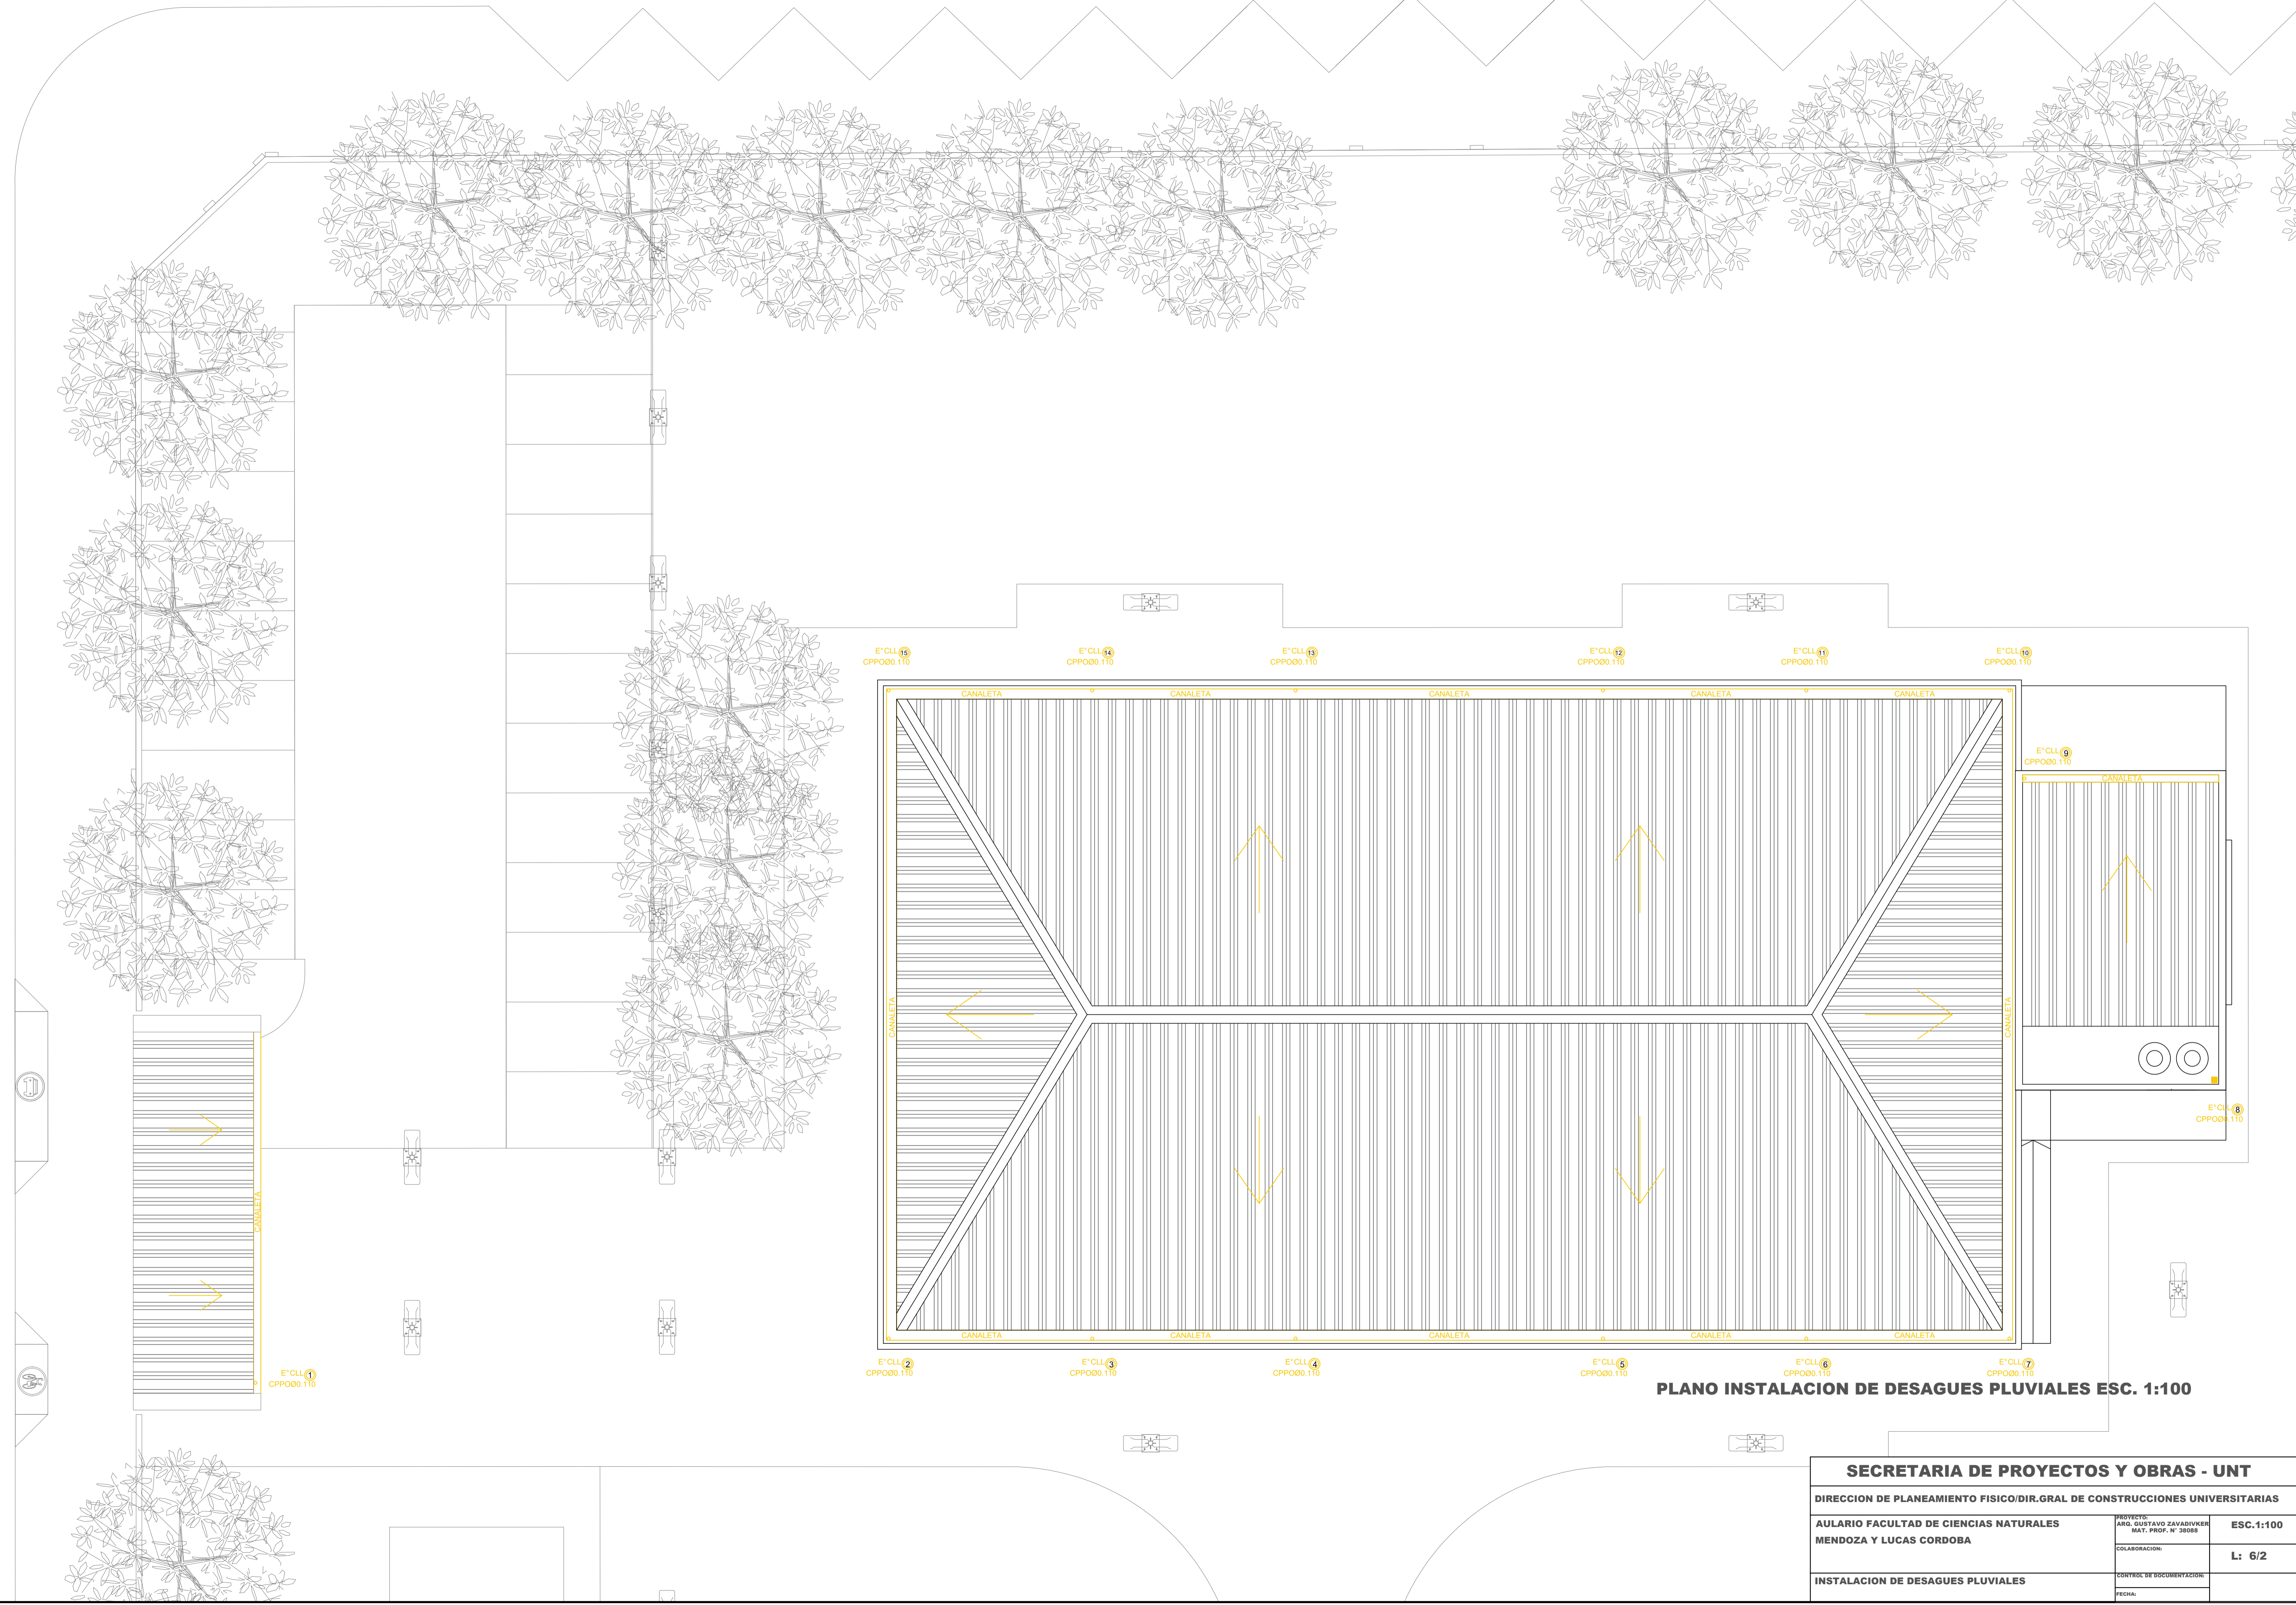 E°CLL 15
CPPOØ0.110
E°CLL 14
CPPOØ0.110
E°CLL 13
CPPOØ0.110
E°CLL 12
CPPOØ0.110
E°CLL 11
CPPOØ0.110
E°CLL 10
CPPOØ0.110
CANALETA
CANALETA
CANALETA
CANALETA
CANALETA
E°CLL 9
CPPOØ0.110
CANALETA
CANALETA
CANALETA
E°CLL 8
CPPOØ0.110
CANALETA
CANALETA
CANALETA
CANALETA
CANALETA
CANALETA
E°CLL 1
CPPOØ0.110
E°CLL 2
CPPOØ0.110
E°CLL 3
CPPOØ0.110
E°CLL 4
CPPOØ0.110
E°CLL 5
CPPOØ0.110
E°CLL 6
CPPOØ0.110
E°CLL 7
CPPOØ0.110
PLANO INSTALACION DE DESAGUES PLUVIALES ESC. 1:100
SECRETARIA DE PROYECTOS Y OBRAS - UNT
DIRECCION DE PLANEAMIENTO FISICO/DIR.GRAL DE CONSTRUCCIONES UNIVERSITARIAS
AULARIO FACULTAD DE CIENCIAS NATURALES
MENDOZA Y LUCAS CORDOBA
PROYECTO:
ARQ. GUSTAVO ZAVADIVKER
MAT. PROF. N° 38088
ESC.1:100
COLABORACION:
L: 6/2
INSTALACION DE DESAGUES PLUVIALES
CONTROL DE DOCUMENTACION:
FECHA: